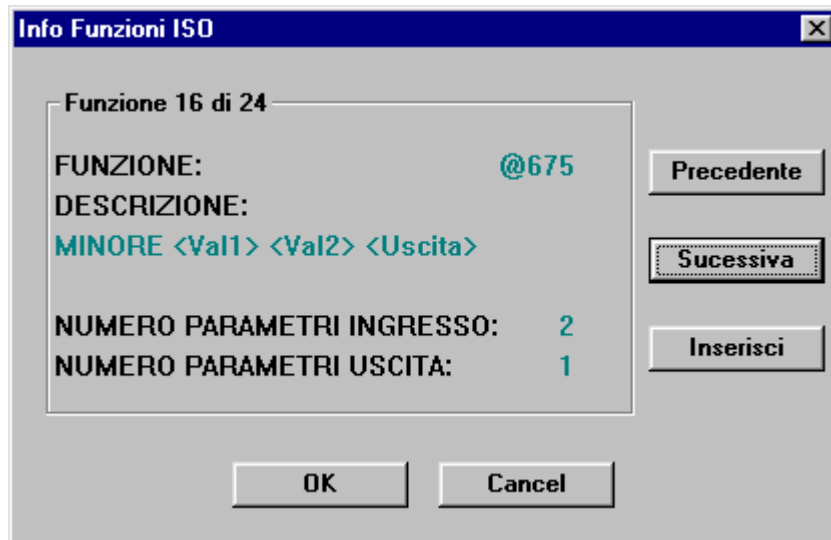 Info Funzioni ISO
Funzione 16 di 24
FUNZIONE: @675
DESCRIZIONE:
MINORE <Val1> <Val2> <Uscita>
NUMERO PARAMETRI INGRESSO: 2
NUMERO PARAMETRI USCITA: 1
Precedente
Sucessiva
Inserisci
OK Cancel